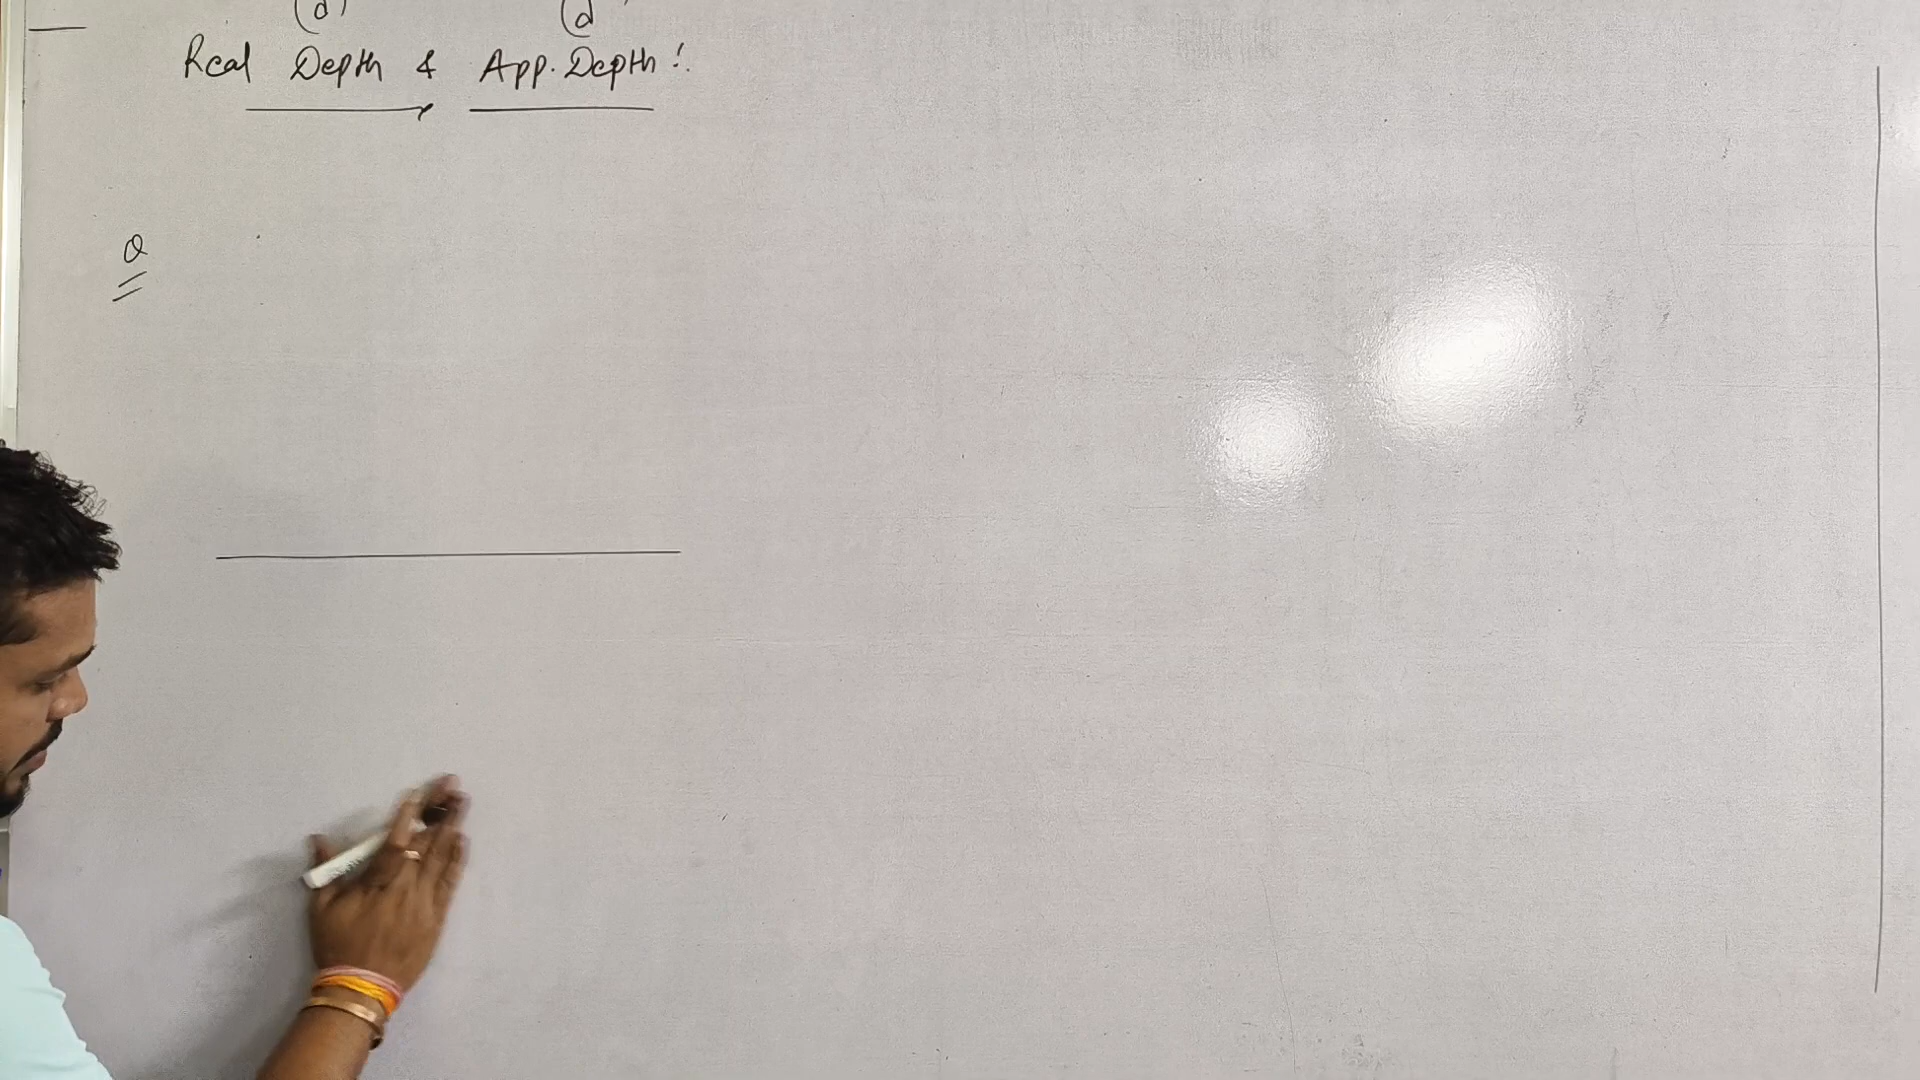 (d) (d
Real Depth & App. Depth :
Q